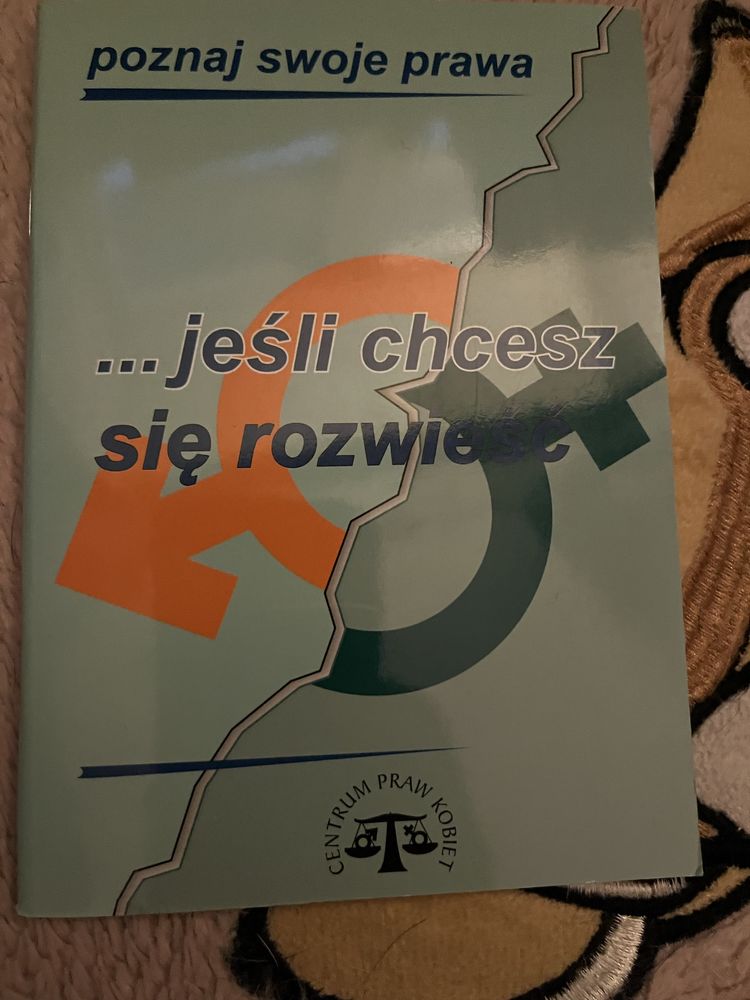 poznaj swoje prawa
... jeśli chcesz
się rozwieść
CENTRUM PRAW KOBIET